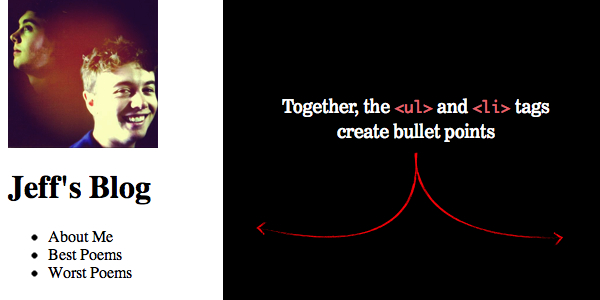 Jeff's Blog
About Me
Best Poems
Worst Poems
Together, the <ul> and <li> tags
create bullet points